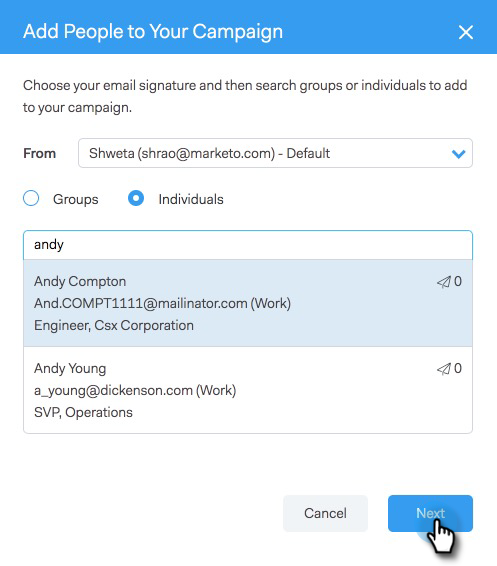 Add People to Your Campaign
Choose your email signature and then search groups or individuals to add
to your campaign.
From
Shweta (shrao@marketo.com) - Default
Groups
Individuals
andy
Andy Compton
0
And.COMPT1111@mailinator.com (Work)
Engineer, Csx Corporation
Andy Young
0
a_young@dickenson.com (Work)
SVP, Operations
Cancel
Next